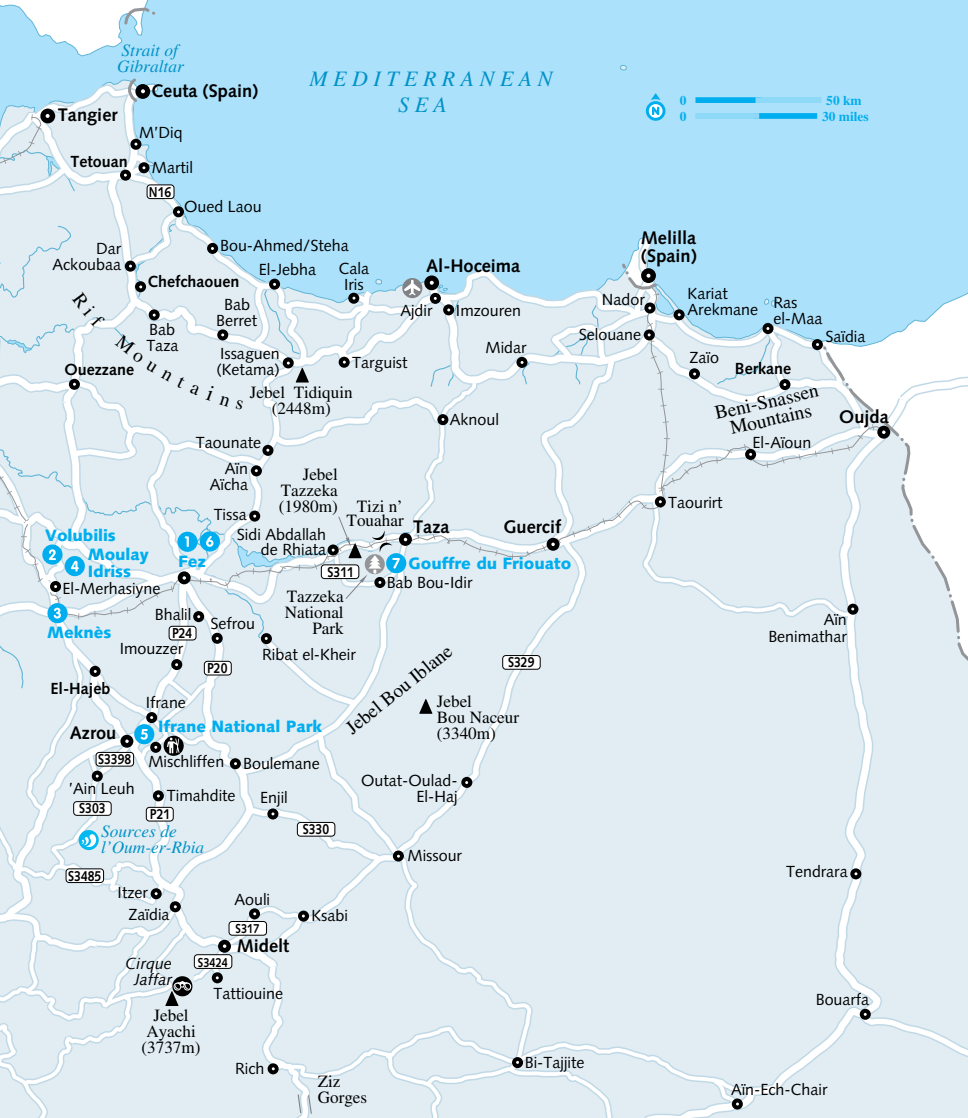 Strait of
Gibraltar
MEDITERRANEAN
SEA
Ceuta (Spain)
Tangier
N
0 50 km
0 30 miles
M'Diq
Tetouan
Martil
N16
Oued Laou
Bou-Ahmed/Steha
Dar
Ackoubaa
Chefchaouen
El-Jebha
Cala
Iris
Al-Hoceima
Ajdir
Imzouren
Melilla
(Spain)
Nador
Kariat
Arekmane
Ras
el-Maa
Selouane
Saïdia
Rif Mountains
Bab
Taza
Bab
Berret
Issaguen
(Ketama)
Targuist
Midar
Zaïo
Berkane
Ouezzane
Jebel Tidiquin
(2448m)
Beni-Snassen
Mountains
Oujda
Aknoul
El-Aïoun
Taounate
Aïn
Aïcha
Jebel
Tazzeka
(1980m)
Tizi n'
Touahar
Taourirt
Tissa
Sidi Abdallah
de Rhiata
Taza
Guercif
Volubilis
2
4
Moulay
Idriss
1
6
Fez
S311
7
Gouffre du Friouato
El-Merhasiyne
Bab Bou-Idir
Tazzeka
National
Park
3
Meknès
Bhalil
P24
Sefrou
Imouzzer
P20
Ribat el-Kheir
Aïn
Benimathar
S329
El-Hajeb
Jebel Bou Iblane
Ifrane
Jebel
Bou Naceur
(3340m)
Azrou
5
Ifrane National Park
Mischliffen
Boulemane
S3398
'Ain Leuh
S303
Timahdite
P21
Enjil
S330
Outat-Oulad-
El-Haj
Sources de
l'Oum-er-Rbia
Missour
S3485
Itzer
Zaïdia
Aouli
S317
Ksabi
Tendrara
Midelt
S3424
Cirque
Jaffar
Tattiouine
Jebel
Ayachi
(3737m)
Bouarfa
Rich
Ziz
Gorges
Bi-Tajjite
Aïn-Ech-Chair